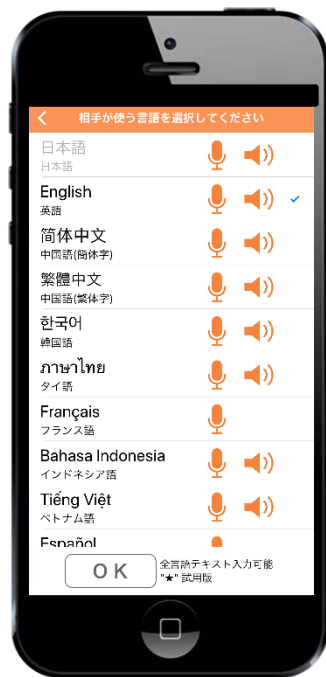 相手が使う言語を選択してください
日本語
日本語
English
英語
简体中文
中国語(簡体字)
繁體中文
中国語(繁体字)
한국어
韓国語
ภาษาไทย
タイ語
Français
フランス語
Bahasa Indonesia
インドネシア語
Tiếng Việt
ベトナム語
Español
OK
全言語テキスト入力可能
"★" 試用版